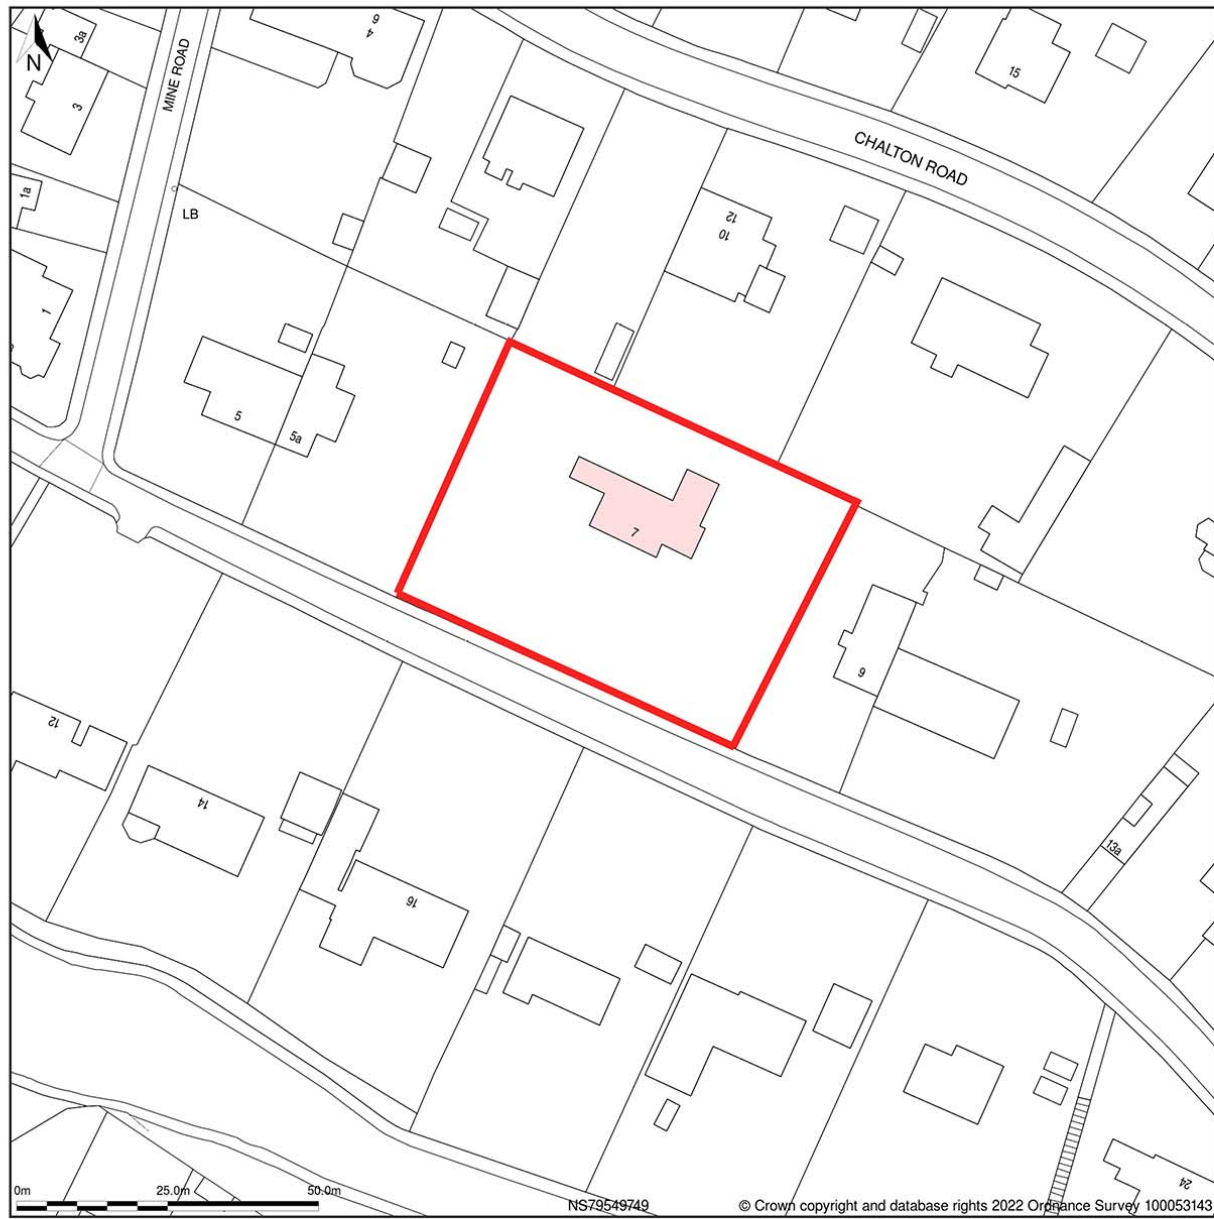 3a
6
4
N
MINE ROAD
3
15
CHALTON ROAD
1a
LB
12
10
1
5
5a
7
9
12
14
13a
16
24
0m 25.0m 50.0m
NS79549749
© Crown copyright and database rights 2022 Ordnance Survey 100053143